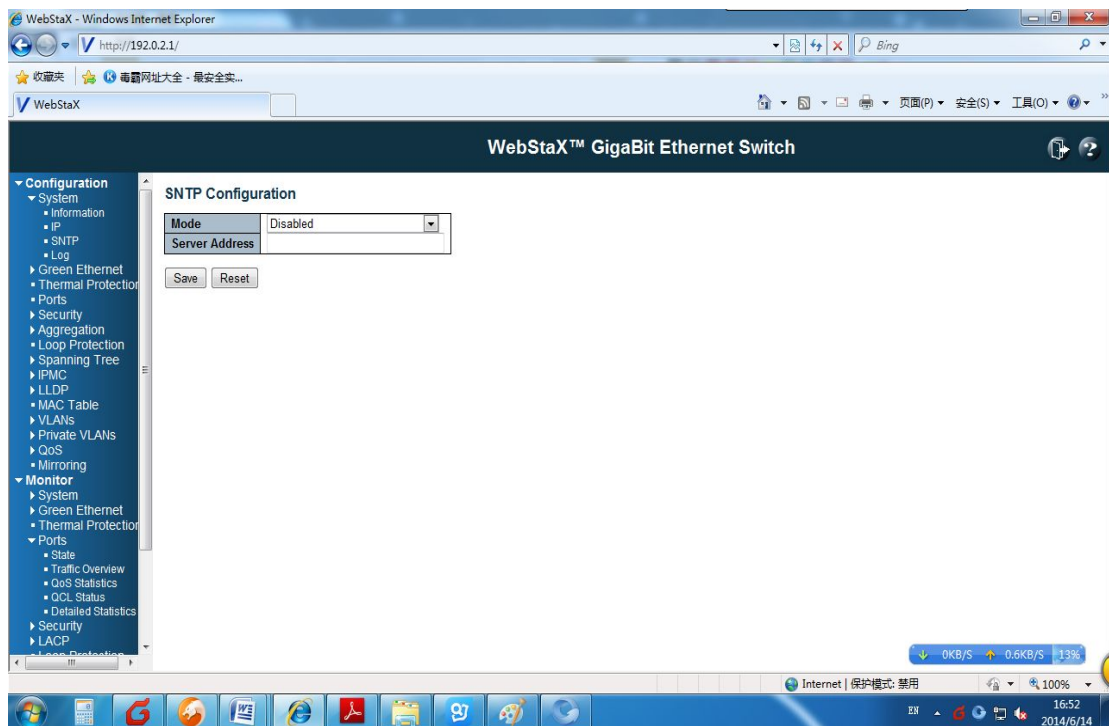 WebStaX - Windows Internet Explorer
http://192.0.2.1/
Bing
收藏夹
毒霸网址大全 - 最安全实...
WebStaX
页面(P)
安全(S)
工具(O)
WebStaX™ GigaBit Ethernet Switch
Configuration
System
Information
IP
SNTP
Log
Green Ethernet
Thermal Protection
Ports
Security
Aggregation
Loop Protection
Spanning Tree
IPMC
LLDP
MAC Table
VLANs
Private VLANs
QoS
Mirroring
Monitor
System
Green Ethernet
Thermal Protection
Ports
State
Traffic Overview
QoS Statistics
QCL Status
Detailed Statistics
Security
LACP
Loop Protection
SNTP Configuration
Mode Disabled
Server Address
Save Reset
0KB/S 0.6KB/S 13%
Internet | 保护模式: 禁用
100%
EN
16:52
2014/6/14